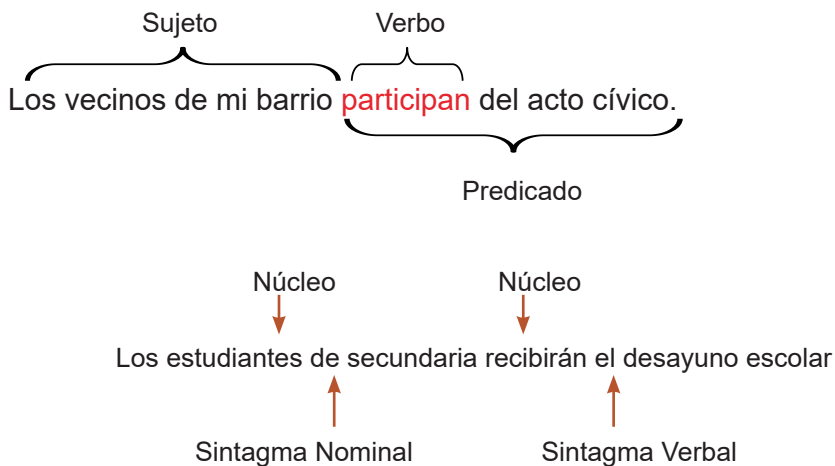 Sujeto Verbo
Los vecinos de mi barrio participan del acto cívico.
Predicado
Núcleo Núcleo
Los estudiantes de secundaria recibirán el desayuno escolar
Sintagma Nominal Sintagma Verbal